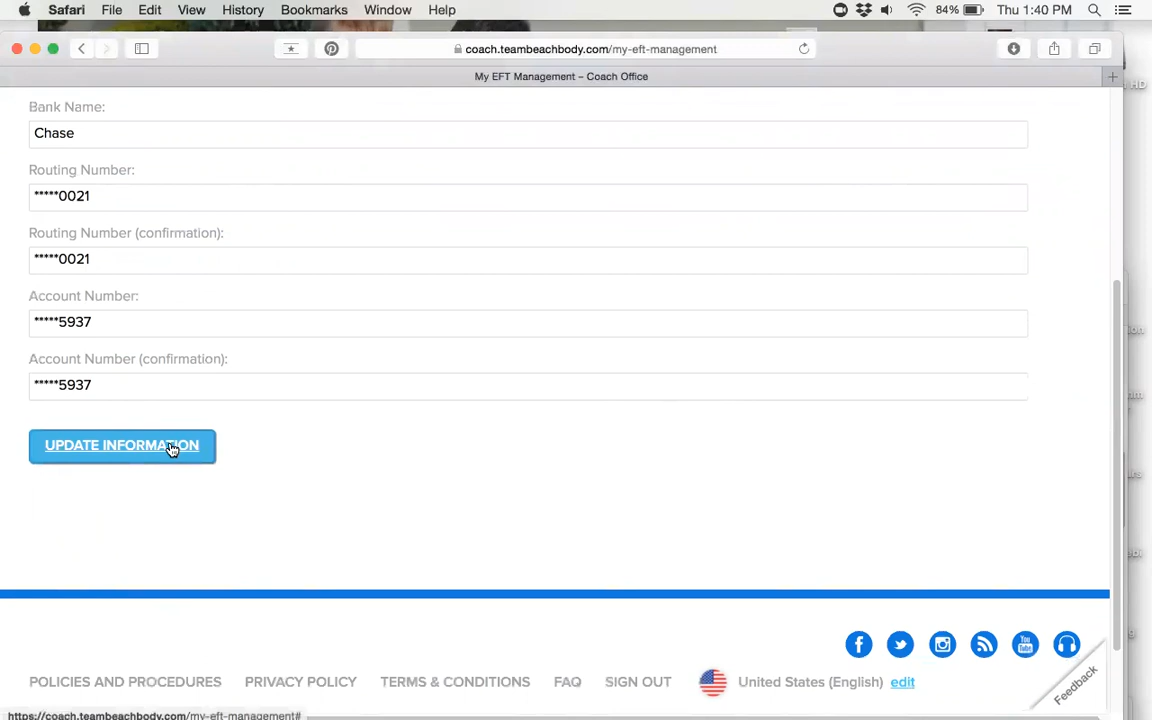 Safari File Edit View History Bookmarks Window Help 84% Thu 1:40 PM
coach.teambeachbody.com/my-eft-management
My EFT Management – Coach Office
HD
Bank Name:
Chase
Routing Number:
*****0021
Routing Number (confirmation):
*****0021
Account Number:
*****5937
Account Number (confirmation):
*****5937
UPDATE INFORMATION
You Tube
Feedback
POLICIES AND PROCEDURES PRIVACY POLICY TERMS & CONDITIONS FAQ SIGN OUT United States (English) edit
https://coach.teambeachbody.com/my-eft-management#